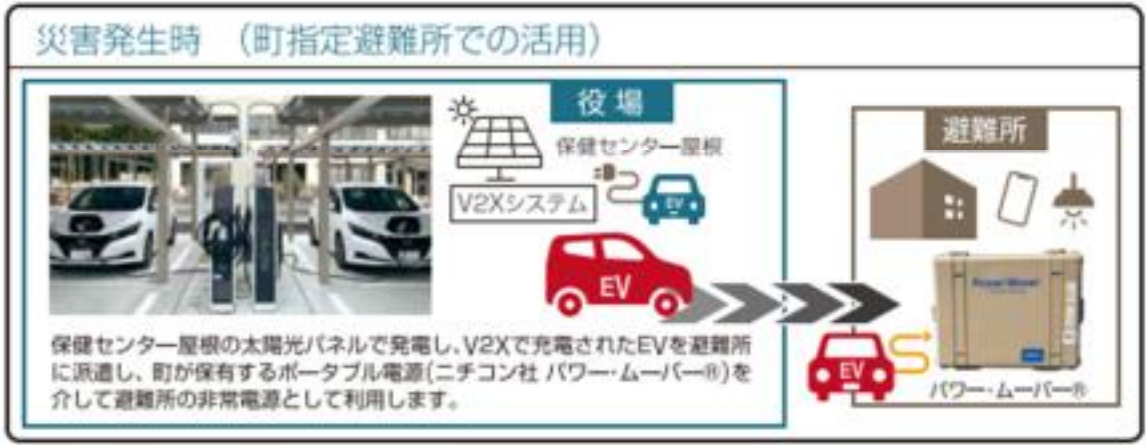 災害発生時 （町指定避難所での活用）
役場
保健センター屋根
V2Xシステム
EV
EV
避難所
Power Mover
EV
パワー・ムーバー®
保健センター屋根の太陽光パネルで発電し、V2Xで充電されたEVを避難所
に派遣し、町が保有するポータブル電源(ニチコン社 パワー・ムーバー®)を
介して避難所の非常電源として利用します。